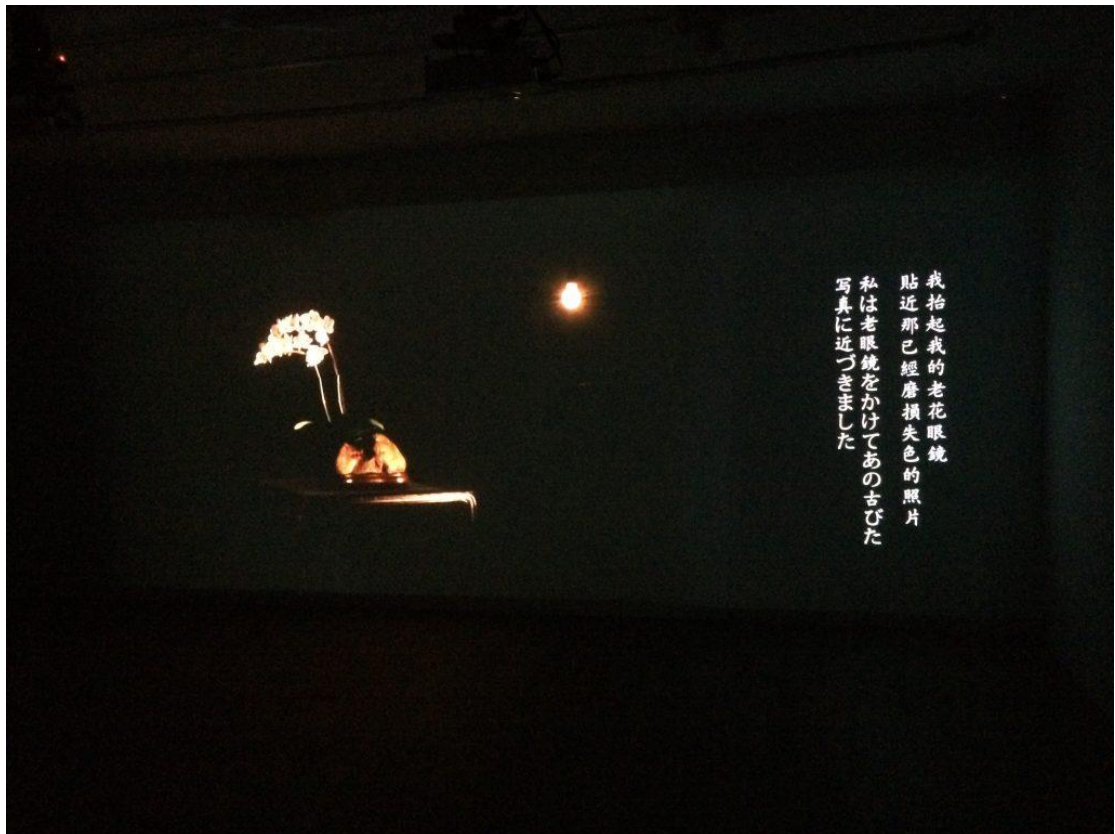 我抬起我的老花眼鏡
貼近那已經磨損失色的照片
私は老眼鏡をかけてあの古びた
写真に近づきました